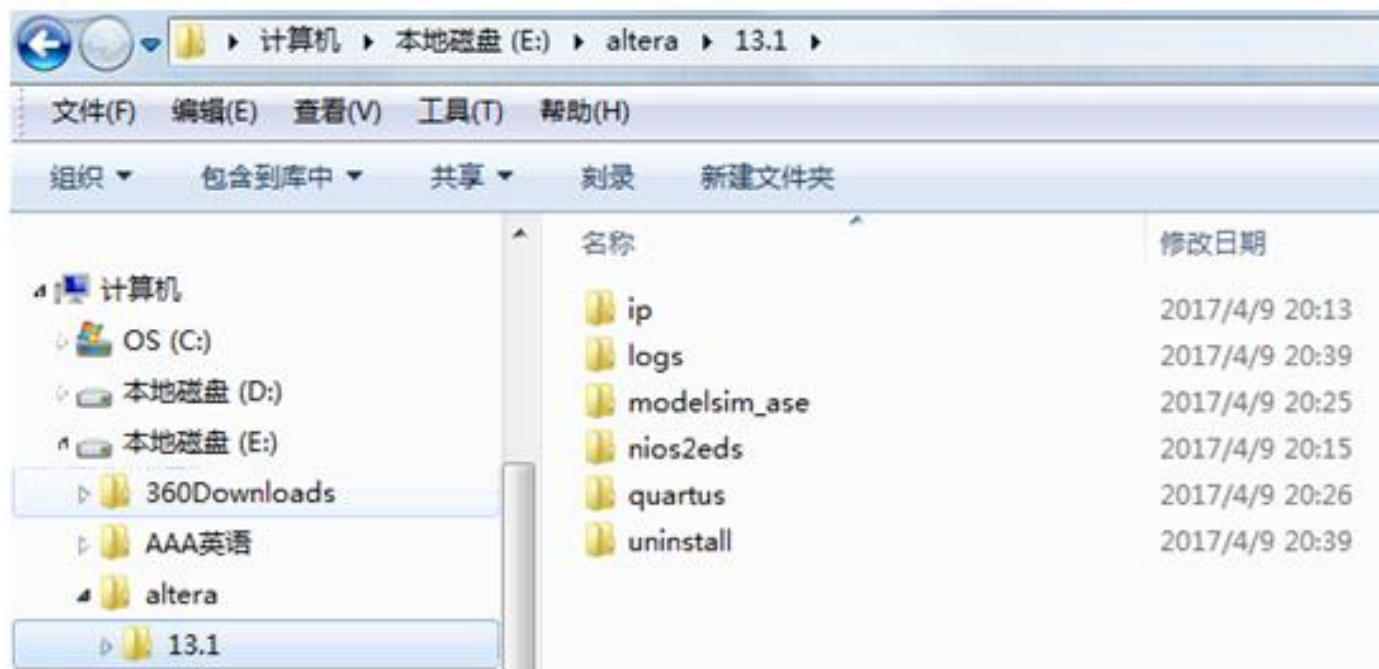 计算机 本地磁盘 (E:) altera 13.1
文件(F) 编辑(E) 查看(V) 工具(T) 帮助(H)
组织 包含到库中 共享 刻录 新建文件夹
计算机
OS (C:)
本地磁盘 (D:)
本地磁盘 (E:)
360Downloads
AAA英语
altera
13.1
名称 修改日期
ip 2017/4/9 20:13
logs 2017/4/9 20:39
modelsim_ase 2017/4/9 20:25
nios2eds 2017/4/9 20:15
quartus 2017/4/9 20:26
uninstall 2017/4/9 20:39